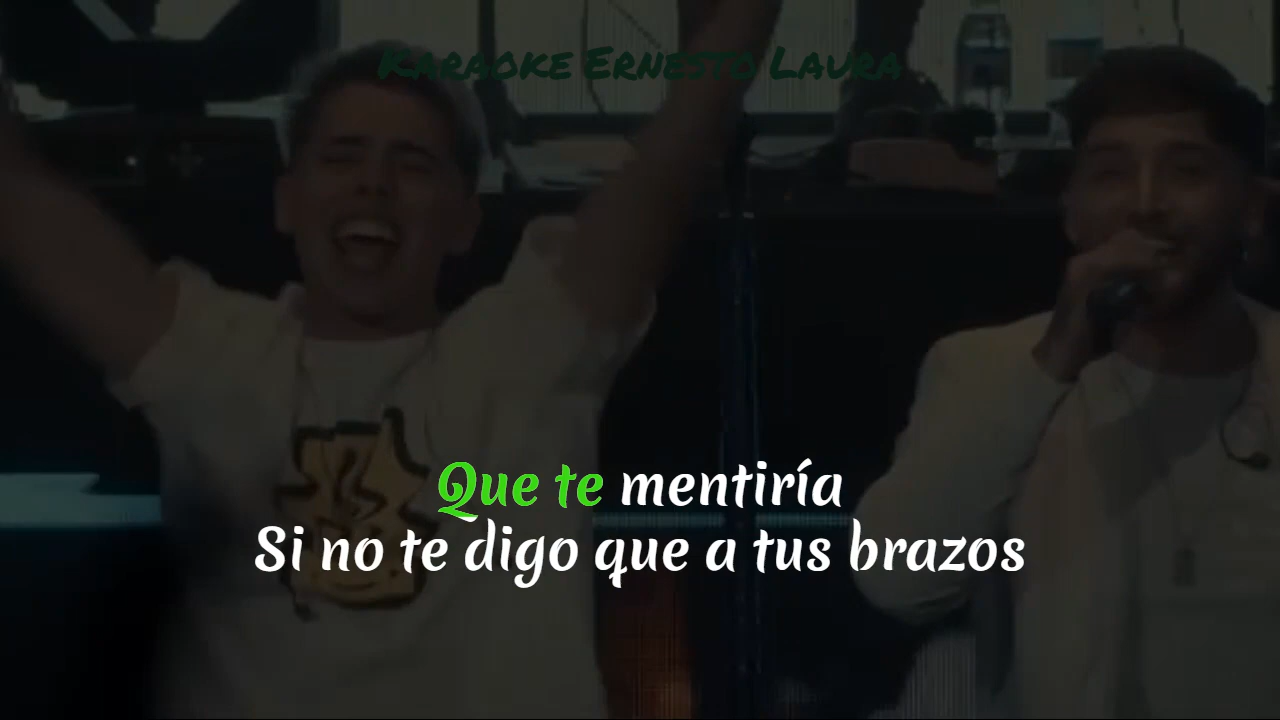 Karaoke Ernesto Laura
Que te mentiría
Si no te digo que a tus brazos